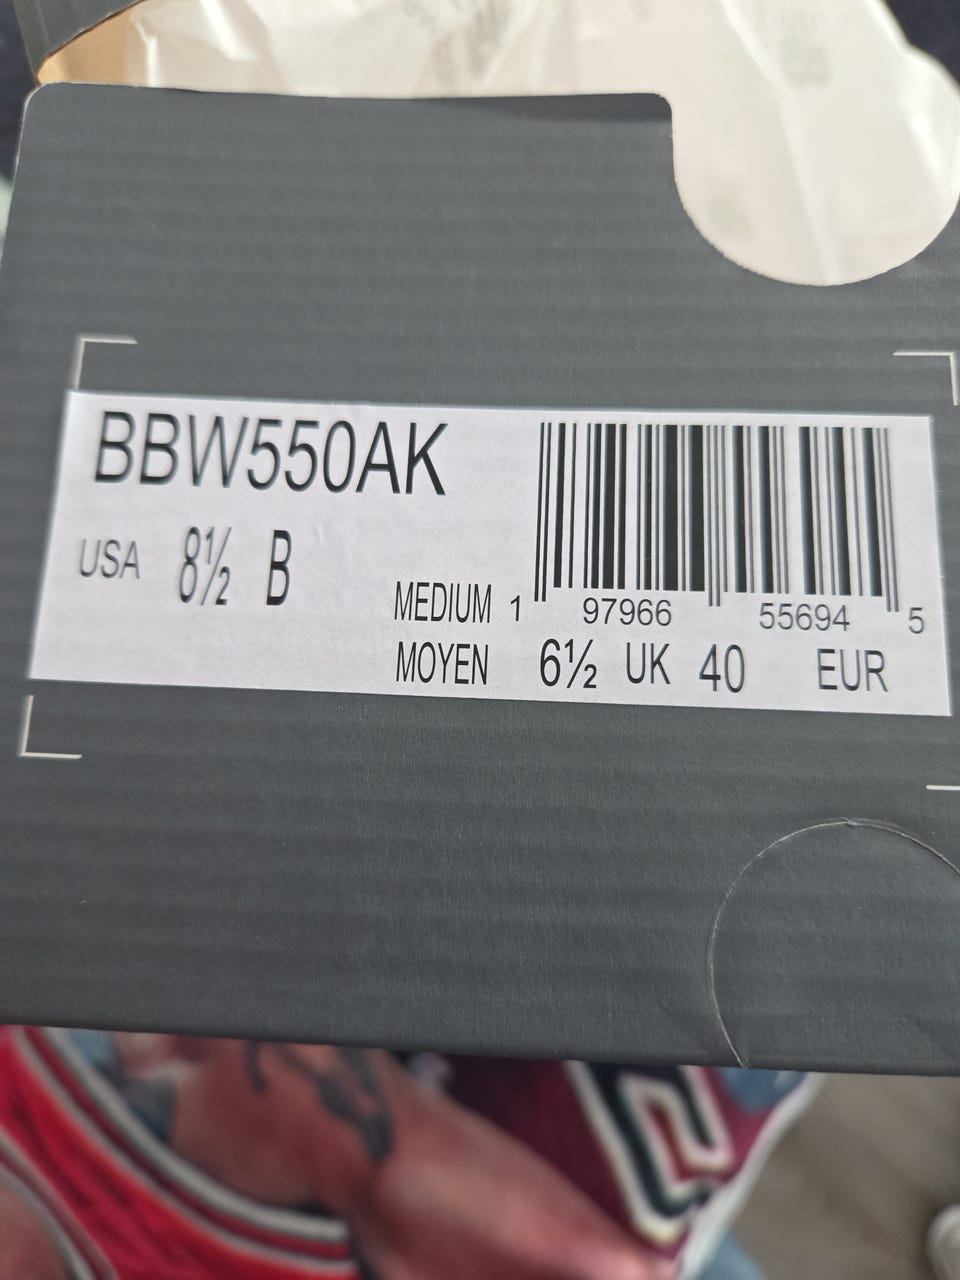 BBW550AK
USA 8½ B
MEDIUM
MOYEN
1 97966 55694 5
6½ UK 40 EUR